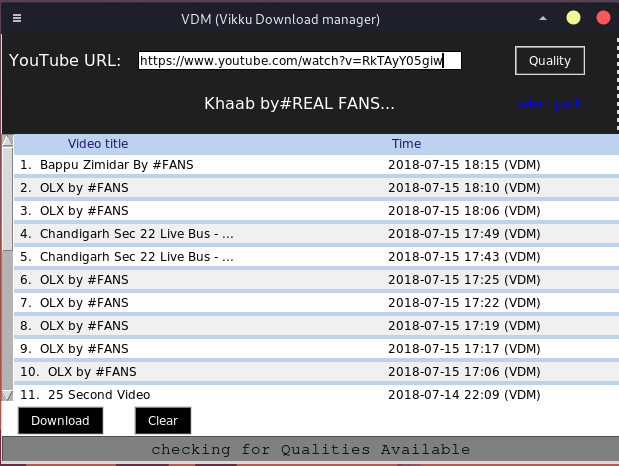 VDM (Vikku Download manager)
YouTube URL: https://www.youtube.com/watch?v=RkTAyY05giw Quality
Khaab by#REAL FANS... select path
Video title Time
1. Bappu Zimidar By #FANS 2018-07-15 18:15 (VDM)
2. OLX by #FANS 2018-07-15 18:10 (VDM)
3. OLX by #FANS 2018-07-15 18:06 (VDM)
4. Chandigarh Sec 22 Live Bus - ... 2018-07-15 17:49 (VDM)
5. Chandigarh Sec 22 Live Bus - ... 2018-07-15 17:43 (VDM)
6. OLX by #FANS 2018-07-15 17:25 (VDM)
7. OLX by #FANS 2018-07-15 17:22 (VDM)
8. OLX by #FANS 2018-07-15 17:19 (VDM)
9. OLX by #FANS 2018-07-15 17:17 (VDM)
10. OLX by #FANS 2018-07-15 17:06 (VDM)
11. 25 Second Video 2018-07-14 22:09 (VDM)
Download Clear
checking for Qualities Available